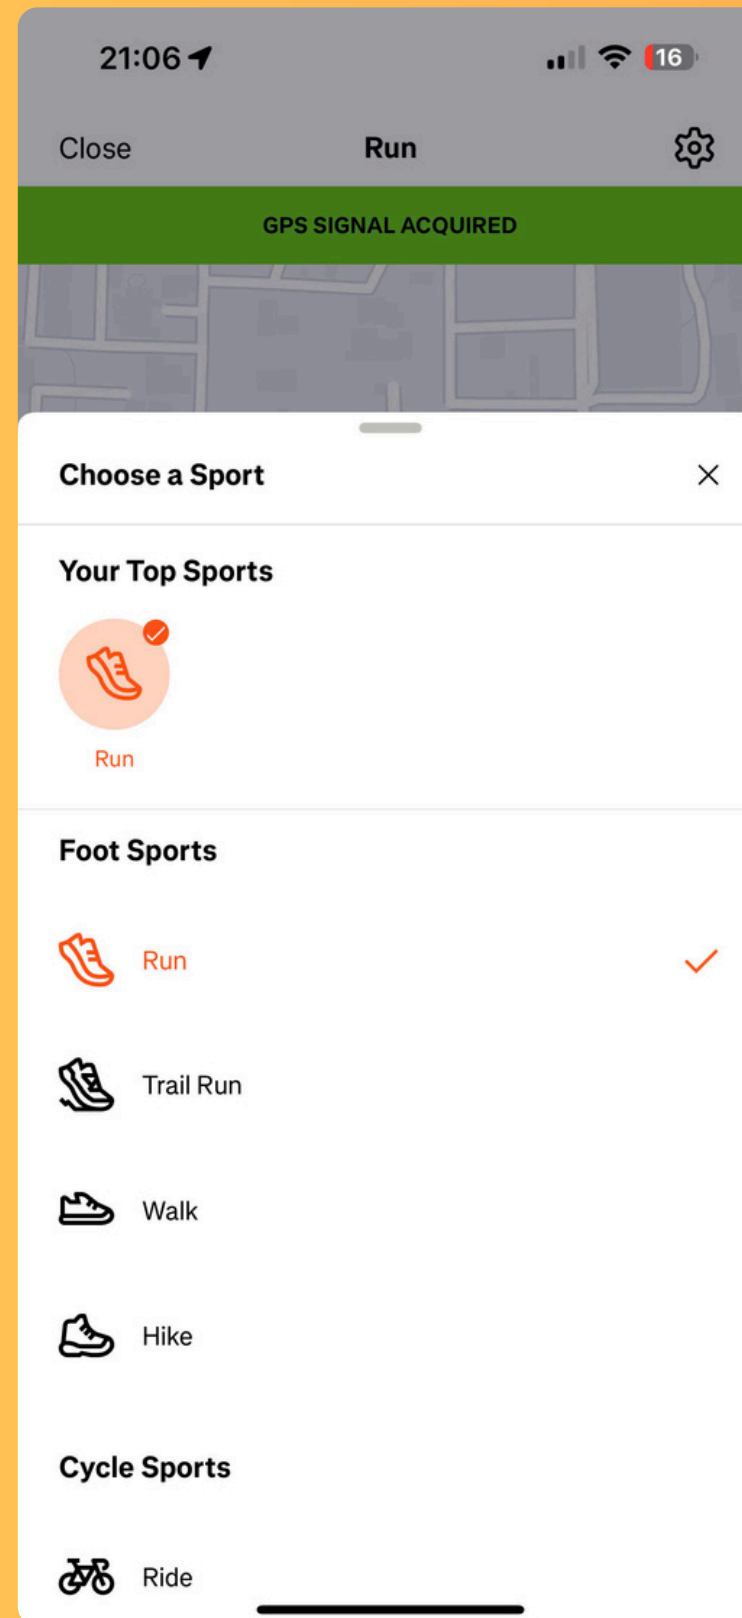 21:06
16
Close
Run
GPS SIGNAL ACQUIRED
Choose a Sport
Your Top Sports
Run
Foot Sports
Run
Trail Run
Walk
Hike
Cycle Sports
Ride